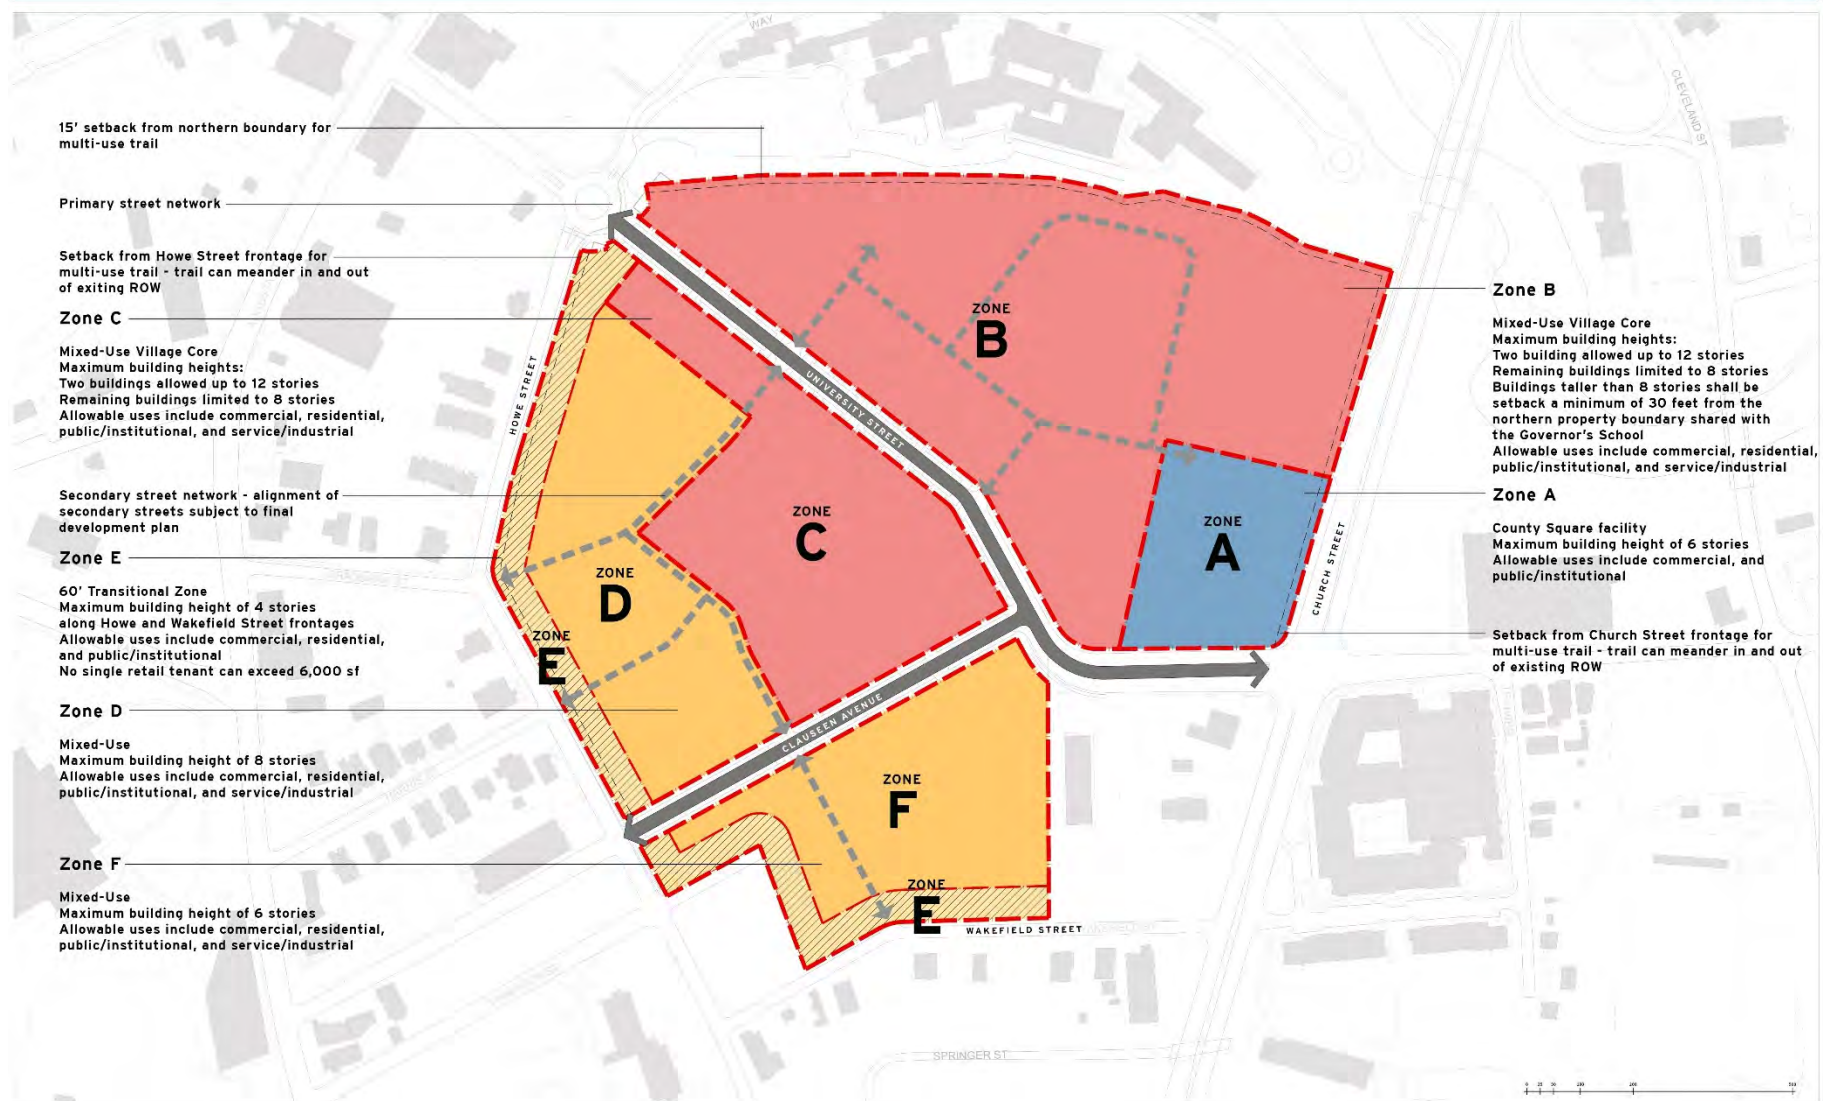 WAY
CLEVELAND ST
15' setback from northern boundary for
multi-use trail
Primary street network
Setback from Howe Street frontage for
multi-use trail - trail can meander in and out
of exiting ROW
Zone C
Mixed-Use Village Core
Maximum building heights:
Two buildings allowed up to 12 stories
Remaining buildings limited to 8 stories
Allowable uses include commercial, residential,
public/institutional, and service/industrial
Secondary street network - alignment of
secondary streets subject to final
development plan
Zone E
60' Transitional Zone
Maximum building height of 4 stories
along Howe and Wakefield Street frontages
Allowable uses include commercial, residential,
and public/institutional
No single retail tenant can exceed 6,000 sf
Zone D
Mixed-Use
Maximum building height of 8 stories
Allowable uses include commercial, residential,
public/institutional, and service/industrial
Zone F
Mixed-Use
Maximum building height of 6 stories
Allowable uses include commercial, residential,
public/institutional, and service/industrial
HOWE STREET
ZONE
B
UNIVERSITY STREET
ZONE
C
ZONE
A
CHURCH STREET
ZONE
D
ZONE
E
CLAUSEEN AVENUE
ZONE
F
ZONE
E
WAKEFIELD STREET
SPRINGER ST
Zone B
Mixed-Use Village Core
Maximum building heights:
Two building allowed up to 12 stories
Remaining buildings limited to 8 stories
Buildings taller than 8 stories shall be
setback a minimum of 30 feet from the
northern property boundary shared with
the Governor's School
Allowable uses include commercial, residential,
public/institutional, and service/industrial
Zone A
County Square facility
Maximum building height of 6 stories
Allowable uses include commercial, and
public/institutional
Setback from Church Street frontage for
multi-use trail - trail can meander in and out
of existing ROW